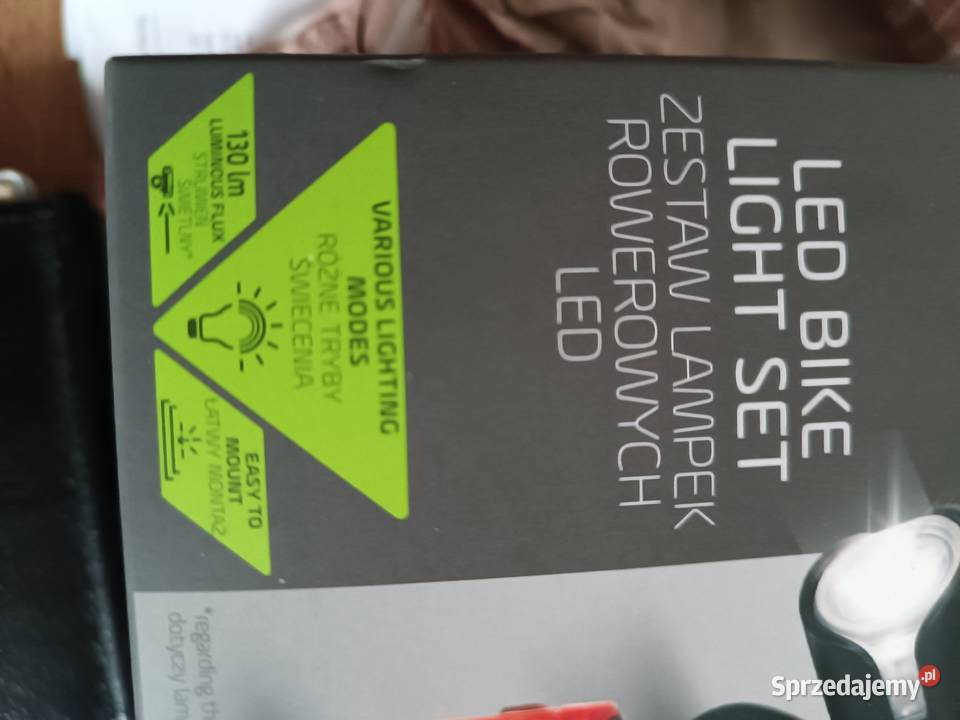 LED BIKE
LIGHT SET
ZESTAW LAMPEK
ROWEROWYCH
LED
VARIOUS LIGHTING
MODES
RÓŻNE TRYBY
ŚWIECENIA
130 lm
LUMINOUS FLUX
STRUMIEŃ
ŚWIETLNY*
EASY TO
MOUNT
ŁATWY MONTAŻ
*regarding th
dotyczy lam
Sprzedajemy.pl